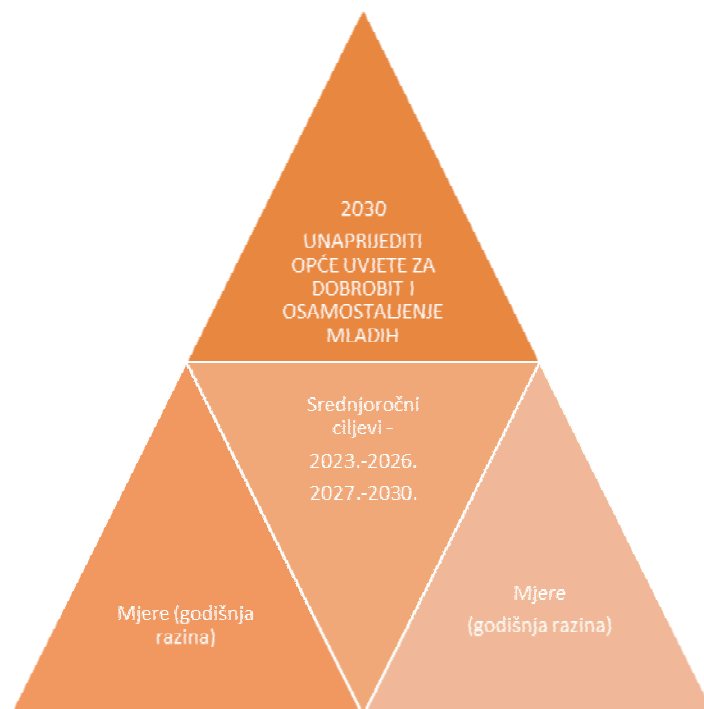 2030
UNAPRIJEDITI
OPĆE UVJETE ZA
DOBROBIT I
OSAMOSTALJENJE
MLADIH
Srednjoročni
ciljevi -
2023.-2026.
2027.-2030.
Mjere (godišnja
razina)
Mjere
(godišnja razina)